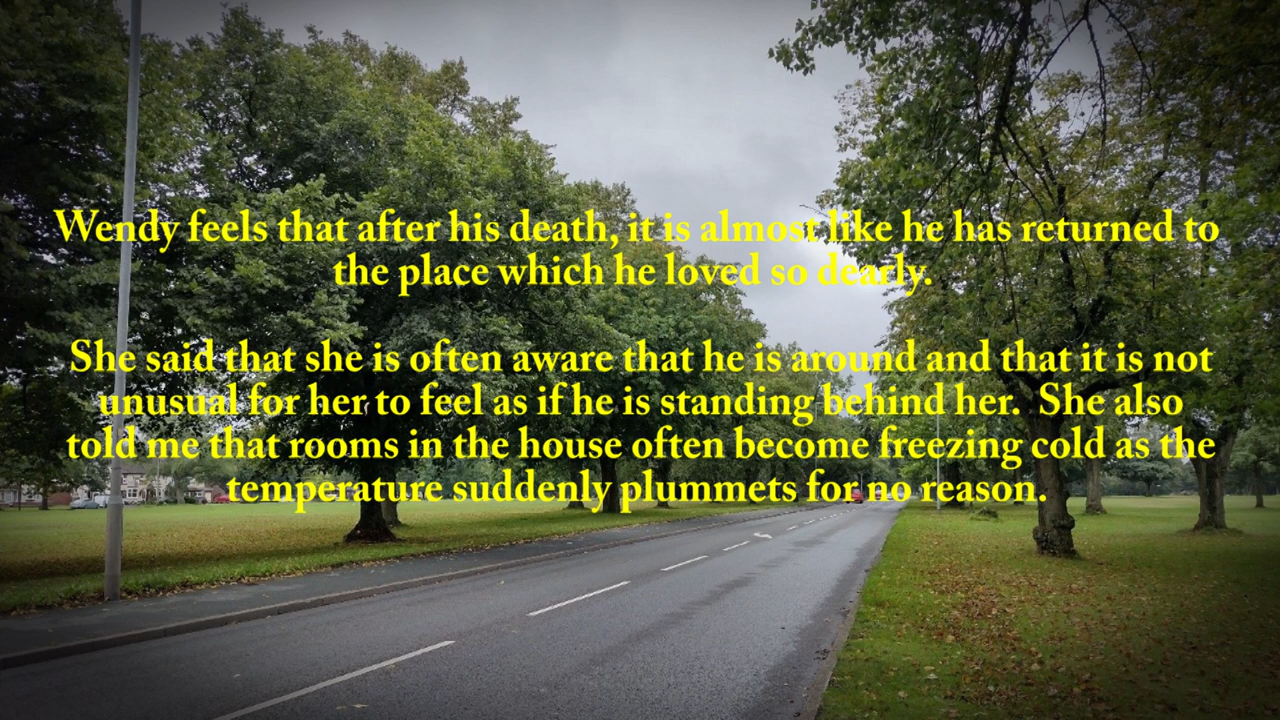 Wendy feels that after his death, it is almost like he has returned to
the place which he loved so dearly.
She said that she is often aware that he is around and that it is not
unusual for her to feel as if he is standing behind her.  She also
told me that rooms in the house often become freezing cold as the
temperature suddenly plummets for no reason.